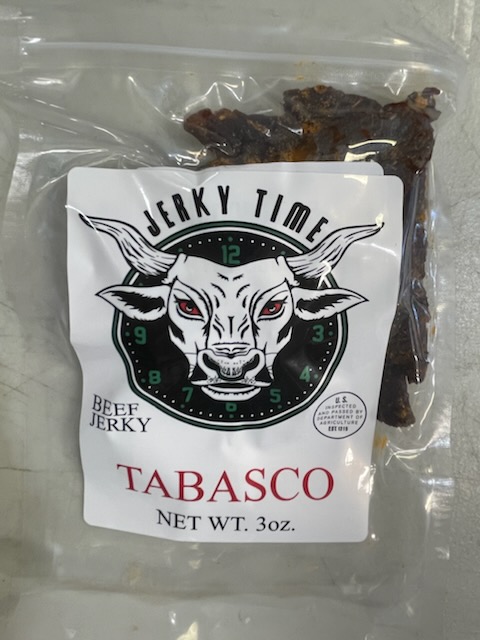 JERKY TIME
12
9
3
8
4
7
6
5
BEEF
JERKY
U.S.
INSPECTED
AND PASSED BY
DEPARTMENT OF
AGRICULTURE
TABASCO
NET WT. 3oz.